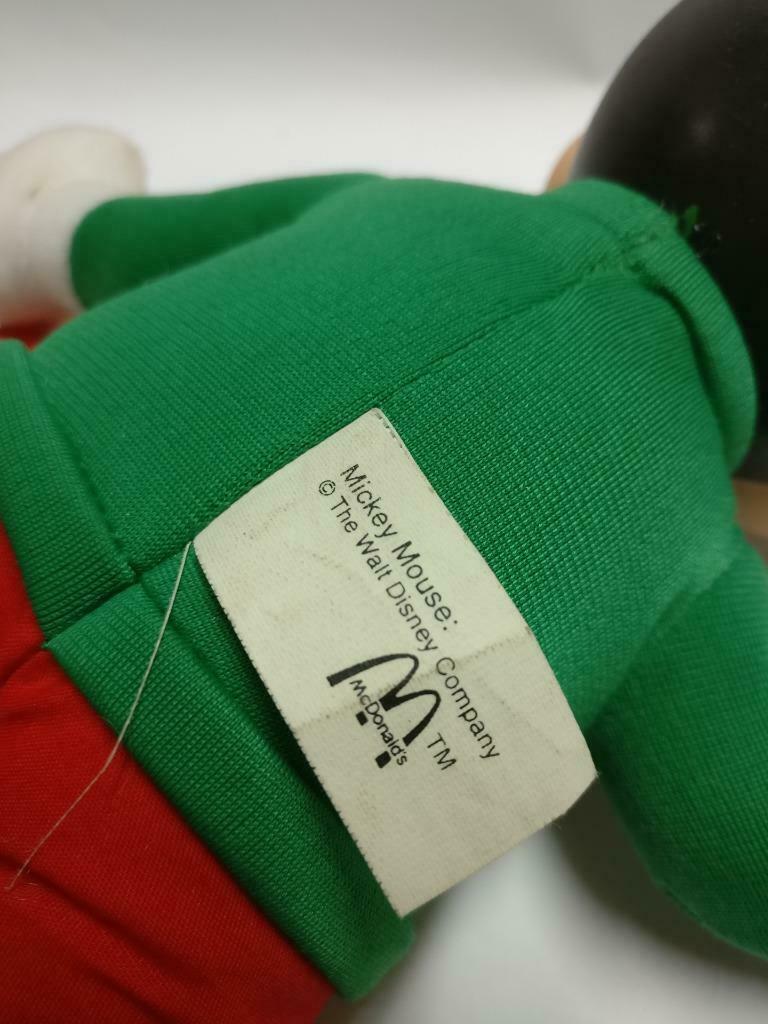 Mickey Mouse:
© The Walt Disney Company
McDonald's
TM